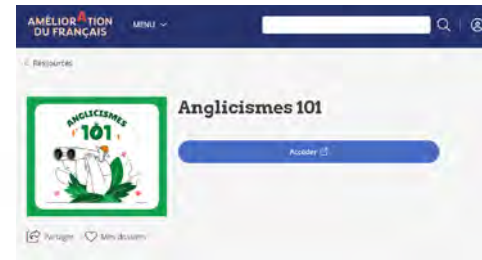 AMÉLIORATION
DU FRANÇAIS
MENU
< Ressources
ANGLICISMES
101
Anglicismes 101
Accéder
Partager
Mes dossiers